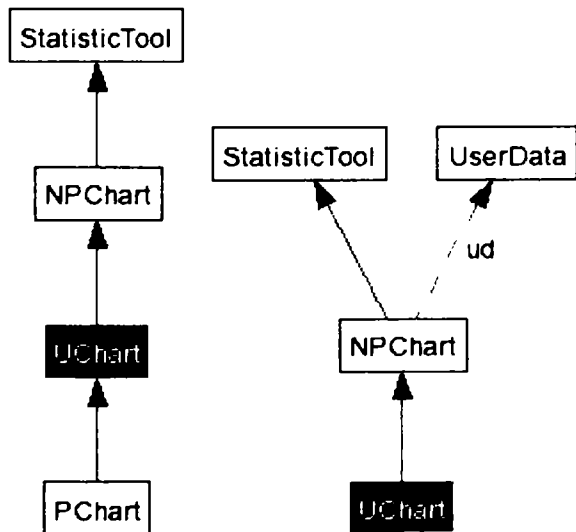 StatisticTool
NPChart
UChart
PChart
StatisticTool
UserData
ud
NPChart
UChart